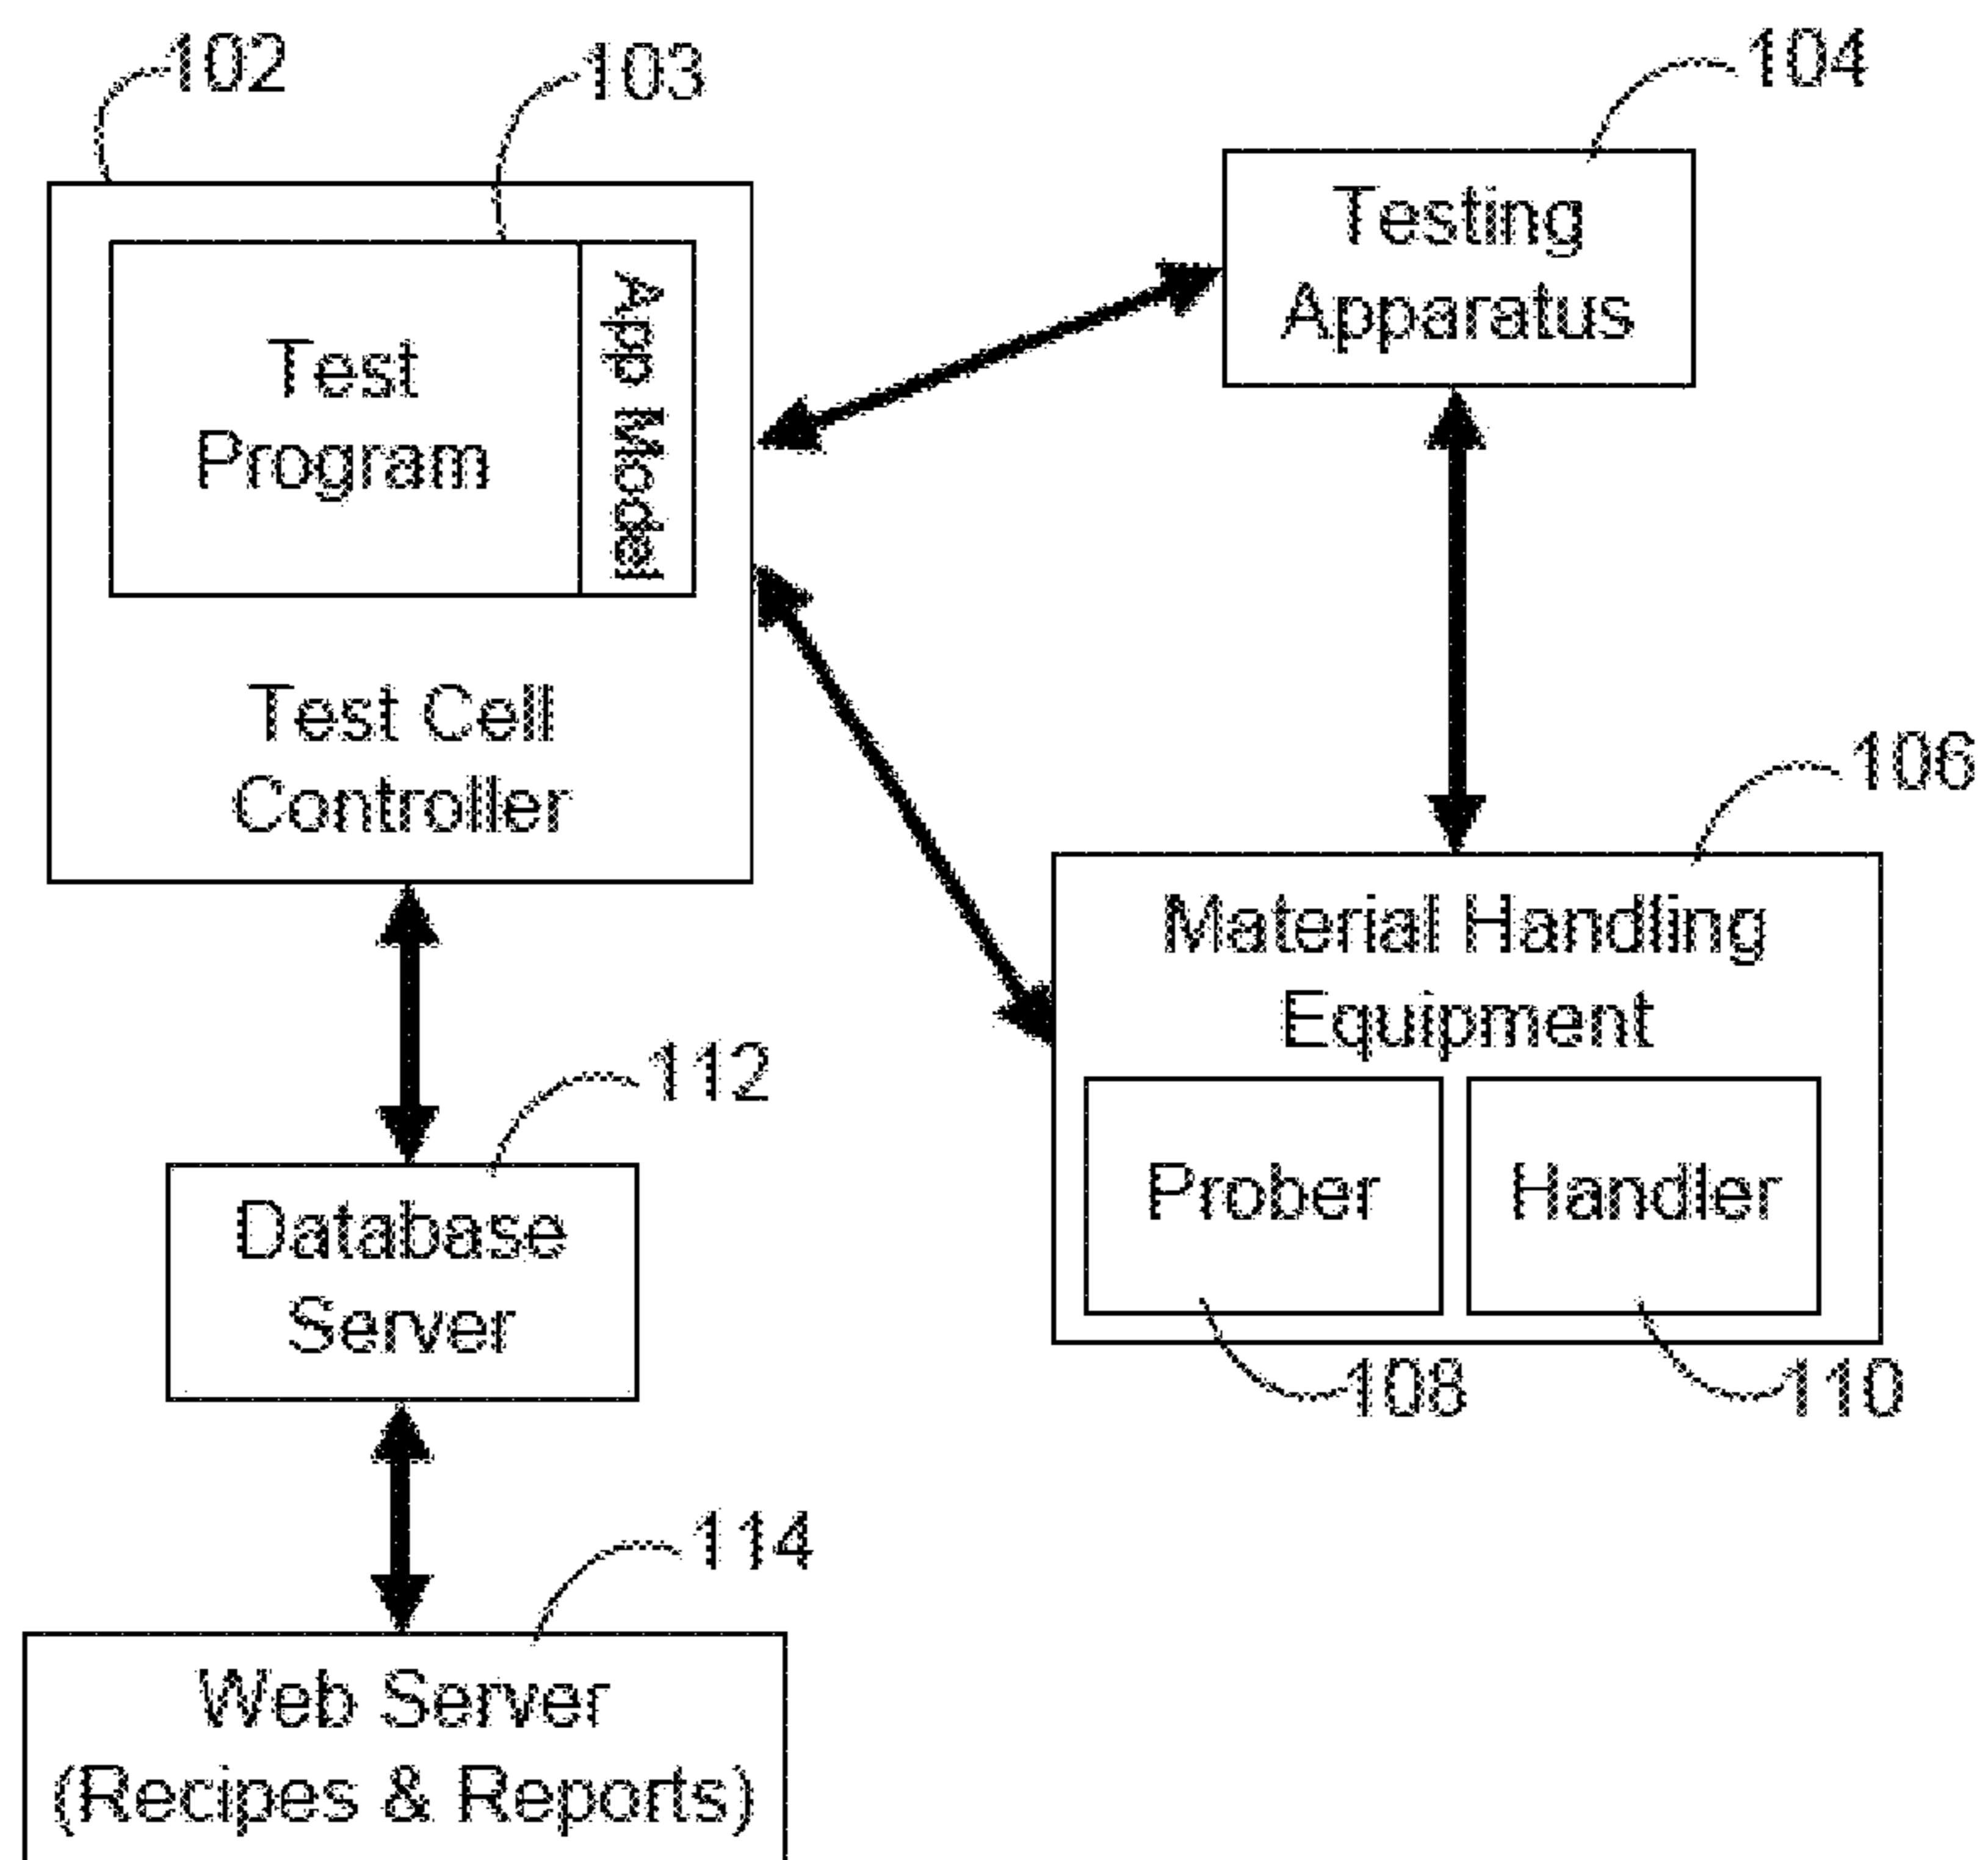 102
103
104
Testing
Apparatus
Test
Program
App Model
Test Cell
Controller
106
Material Handling
Equipment
Prober
Handler
108
110
112
Database
Server
114
Web Server
(Recipes & Reports)